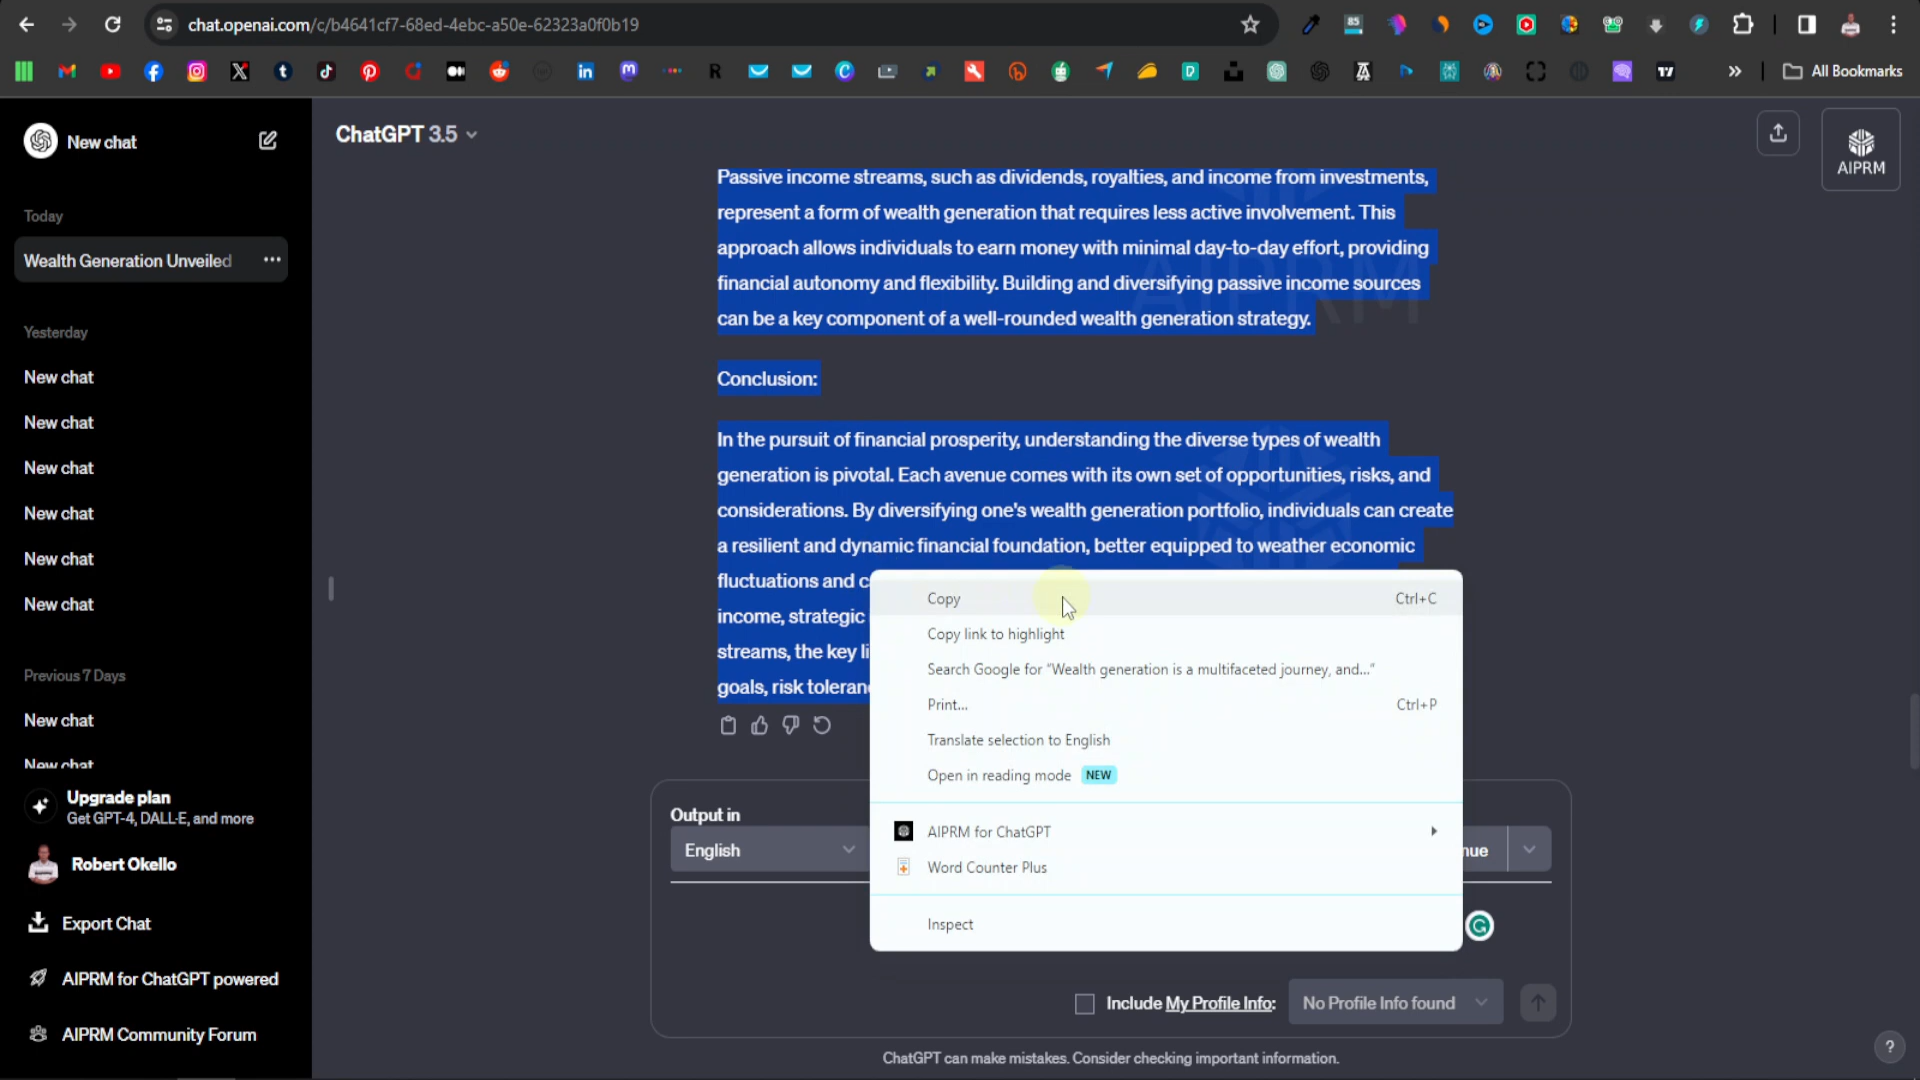 chat.openai.com/c/b4641cf7-68ed-4ebc-a50e-62323a0f0b19
All Bookmarks
New chat
ChatGPT 3.5
AIPRM
Today
Wealth Generation Unveiled
Yesterday
New chat
New chat
New chat
New chat
New chat
New chat
Previous 7 Days
New chat
New chat
Upgrade plan
Get GPT-4, DALL·E, and more
Robert Okello
Export Chat
AIPRM for ChatGPT powered
AIPRM Community Forum
Passive income streams, such as dividends, royalties, and income from investments,
represent a form of wealth generation that requires less active involvement. This
approach allows individuals to earn money with minimal day-to-day effort, providing
financial autonomy and flexibility. Building and diversifying passive income sources
can be a key component of a well-rounded wealth generation strategy.
AIPRM
Conclusion:
In the pursuit of financial prosperity, understanding the diverse types of wealth
generation is pivotal. Each avenue comes with its own set of opportunities, risks, and
considerations. By diversifying one's wealth generation portfolio, individuals can create
a resilient and dynamic financial foundation, better equipped to weather economic
fluctuations and c
income, strategic
streams, the key li
goals, risk toleran
Copy Ctrl+C
Copy link to highlight
Search Google for "Wealth generation is a multifaceted journey, and..."
Print... Ctrl+P
Translate selection to English
Open in reading mode NEW
AIPRM for ChatGPT
Word Counter Plus
Inspect
Output in
English
nue
Include My Profile Info:
No Profile Info found
ChatGPT can make mistakes. Consider checking important information.
?